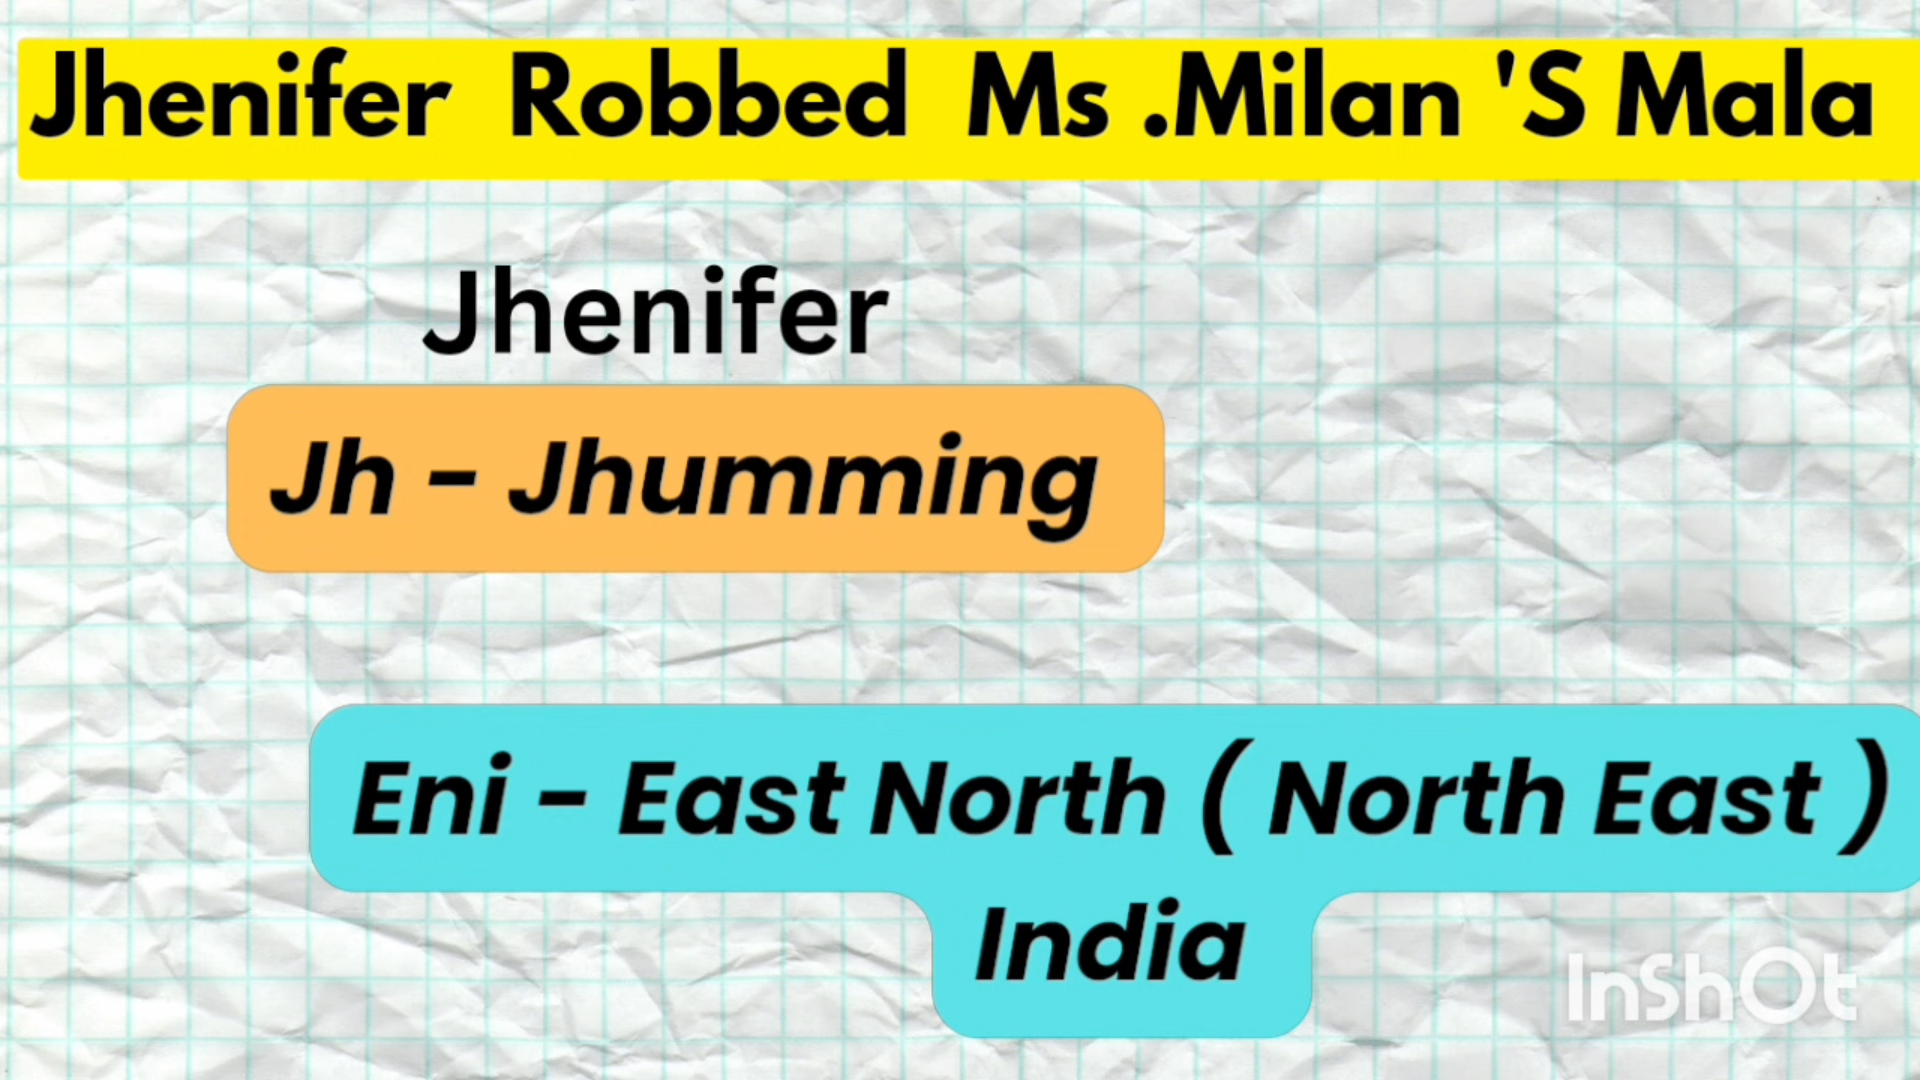 Jhenifer Robbed Ms .Milan 'S Mala
Jhenifer
Jh - Jhumming
Eni - East North ( North East )
India
InShOt